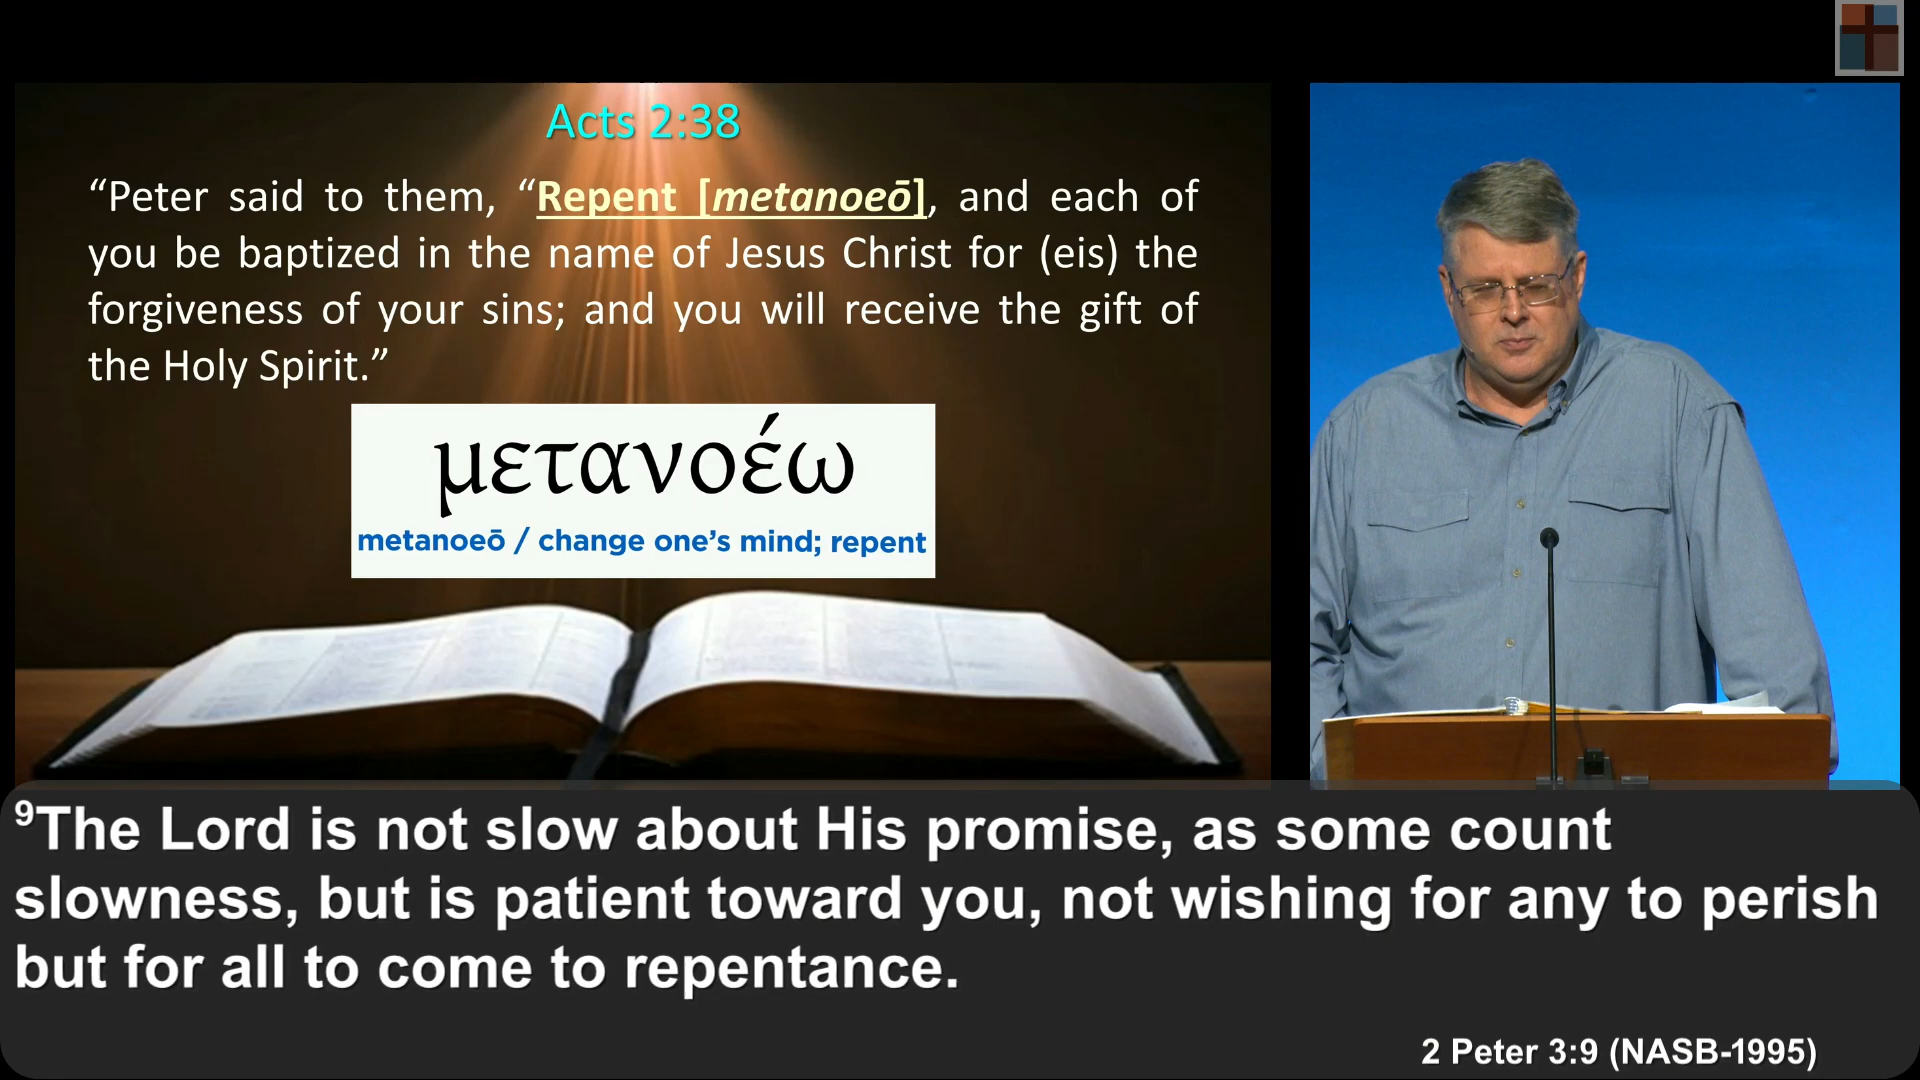 Acts 2:38
“Peter said to them, “Repent [metanoeō], and each of
you be baptized in the name of Jesus Christ for (eis) the
forgiveness of your sins; and you will receive the gift of
the Holy Spirit.”
μετανοέω
metanoeō / change one’s mind; repent
9The Lord is not slow about His promise, as some count
slowness, but is patient toward you, not wishing for any to perish
but for all to come to repentance.
2 Peter 3:9 (NASB-1995)